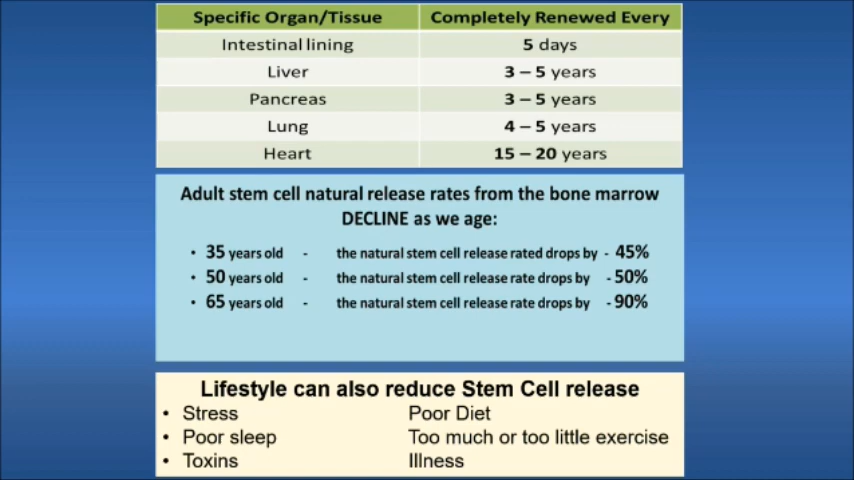 Specific Organ/Tissue Completely Renewed Every
Intestinal lining 5 days
Liver 3 – 5 years
Pancreas 3 – 5 years
Lung 4 – 5 years
Heart 15 – 20 years
Adult stem cell natural release rates from the bone marrow
DECLINE as we age:
• 35 years old - the natural stem cell release rated drops by - 45%
• 50 years old - the natural stem cell release rate drops by - 50%
• 65 years old - the natural stem cell release rate drops by - 90%
Lifestyle can also reduce Stem Cell release
• Stress Poor Diet
• Poor sleep Too much or too little exercise
• Toxins Illness